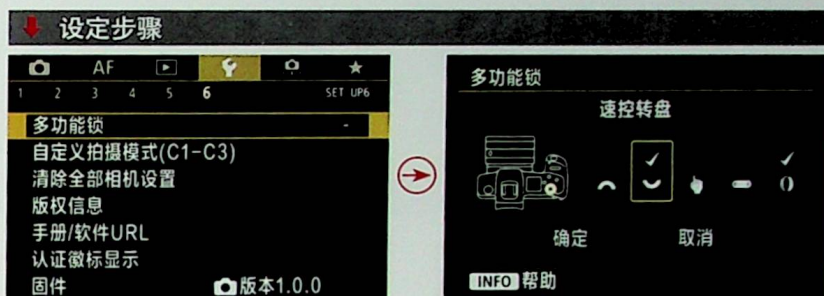 设定步骤
AF
1 2 3 4 5 6 SET UP6
多功能锁 -
自定义拍摄模式(C1-C3)
清除全部相机设置
版权信息
手册/软件URL
认证徽标显示
固件 版本1.0.0
多功能锁
速控转盘
确定 取消
INFO 帮助